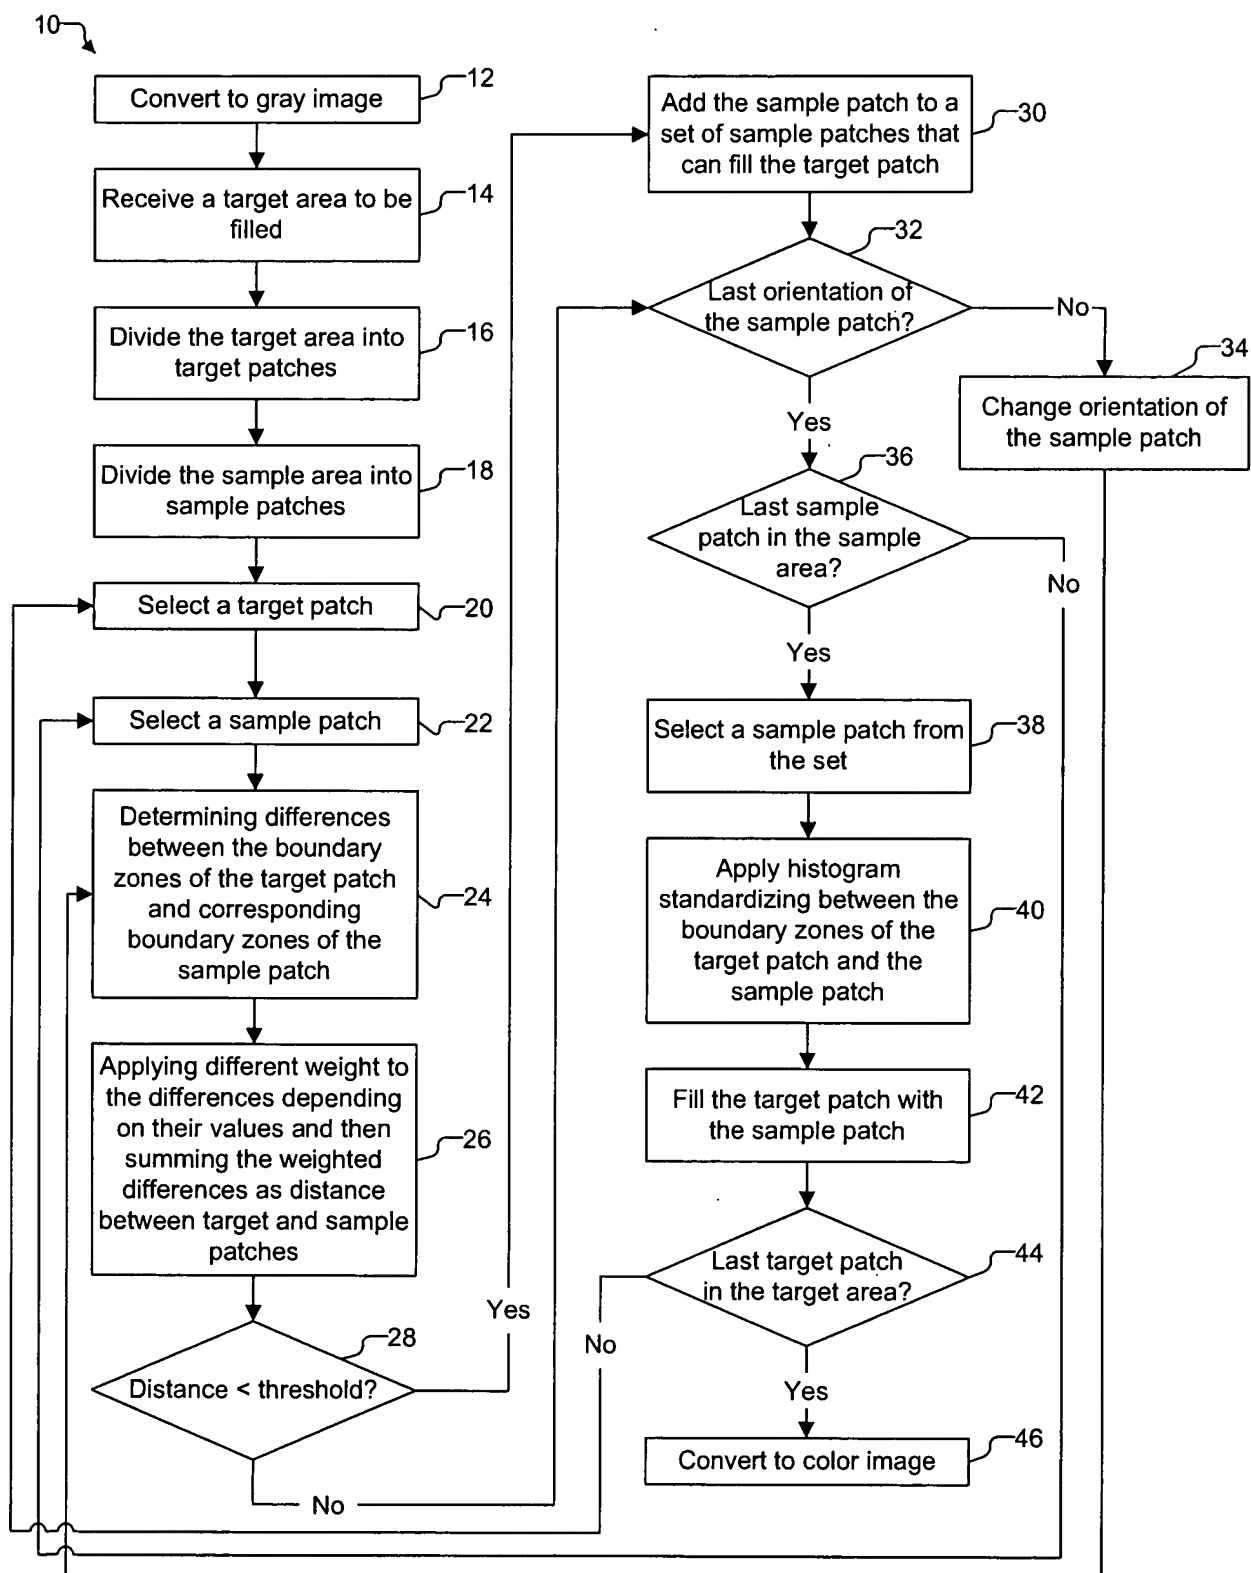 10
Convert to gray image
12
Receive a target area to be
filled
14
Divide the target area into
target patches
16
Divide the sample area into
sample patches
18
Select a target patch
20
Select a sample patch
22
Determining differences
between the boundary
zones of the target patch
and corresponding
boundary zones of the
sample patch
24
Applying different weight to
the differences depending
on their values and then
summing the weighted
differences as distance
between target and sample
patches
26
Distance < threshold?
28
Yes
No
Add the sample patch to a
set of sample patches that
can fill the target patch
30
Last orientation of
the sample patch?
32
No
Yes
Change orientation of
the sample patch
34
Last sample
patch in the sample
area?
36
No
Yes
Select a sample patch from
the set
38
Apply histogram
standardizing between the
boundary zones of the
target patch and the
sample patch
40
Fill the target patch with
the sample patch
42
Last target patch
in the target area?
44
No
Yes
Convert to color image
46